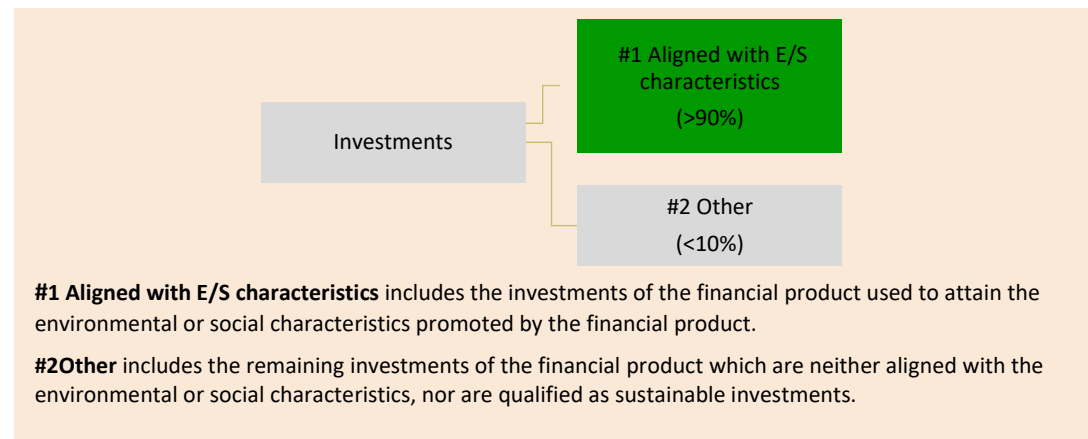 #1 Aligned with E/S
characteristics
(>90%)
Investments
#2 Other
(<10%)
#1 Aligned with E/S characteristics includes the investments of the financial product used to attain the
environmental or social characteristics promoted by the financial product.
#2Other includes the remaining investments of the financial product which are neither aligned with the
environmental or social characteristics, nor are qualified as sustainable investments.